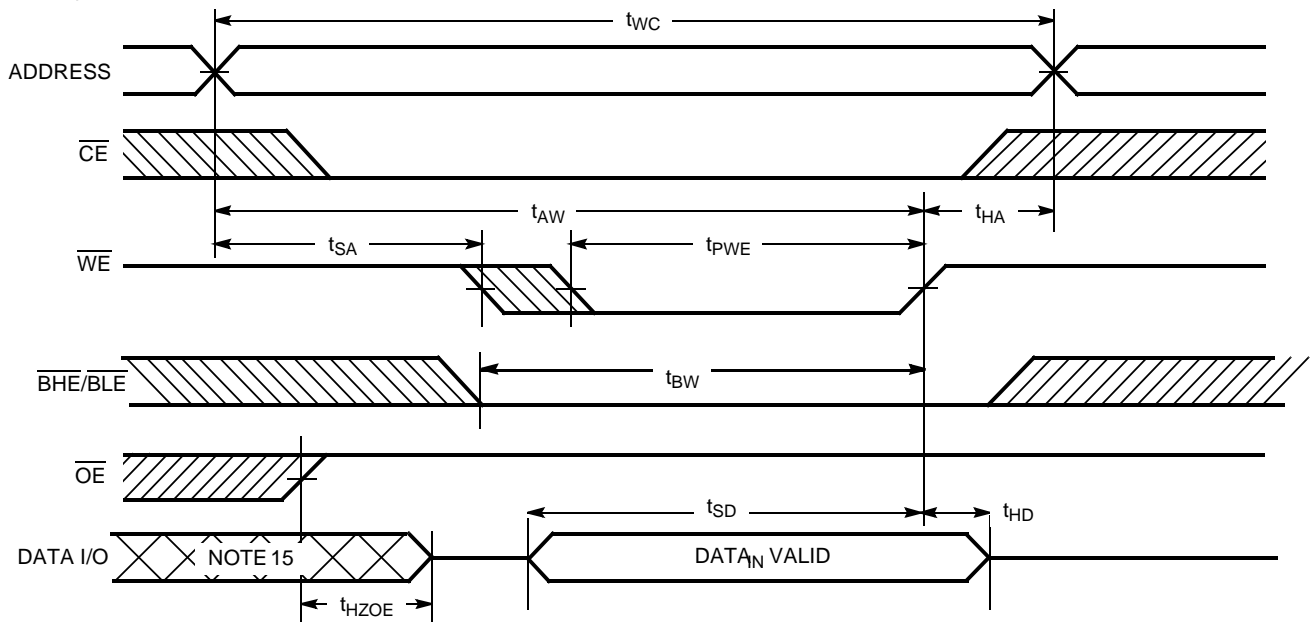 tWC
ADDRESS
CE
tAW
tHA
tSA
tPWE
WE
BHE/BLE
tBW
OE
tSD
tHD
DATA I/O
NOTE 15
DATAIN VALID
tHZOE